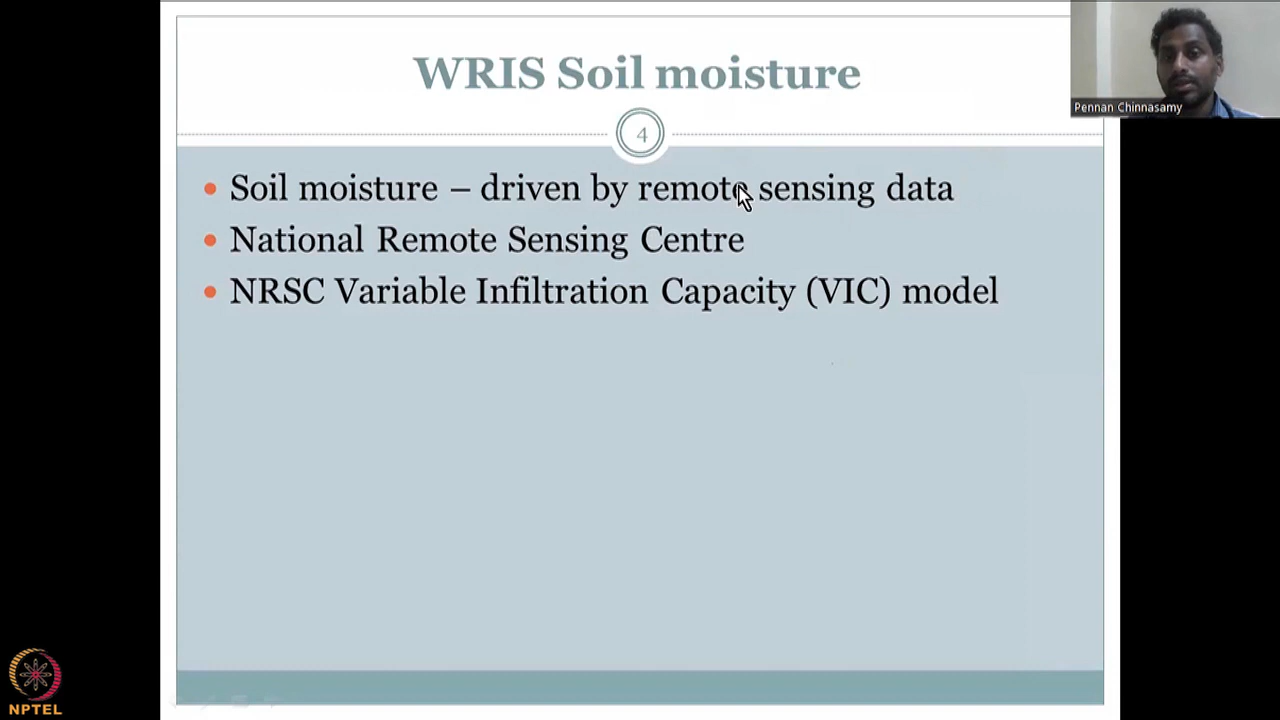 WRIS Soil moisture
Pennan Chinnasamy
4
Soil moisture – driven by remote sensing data
National Remote Sensing Centre
NRSC Variable Infiltration Capacity (VIC) model
NPTEL